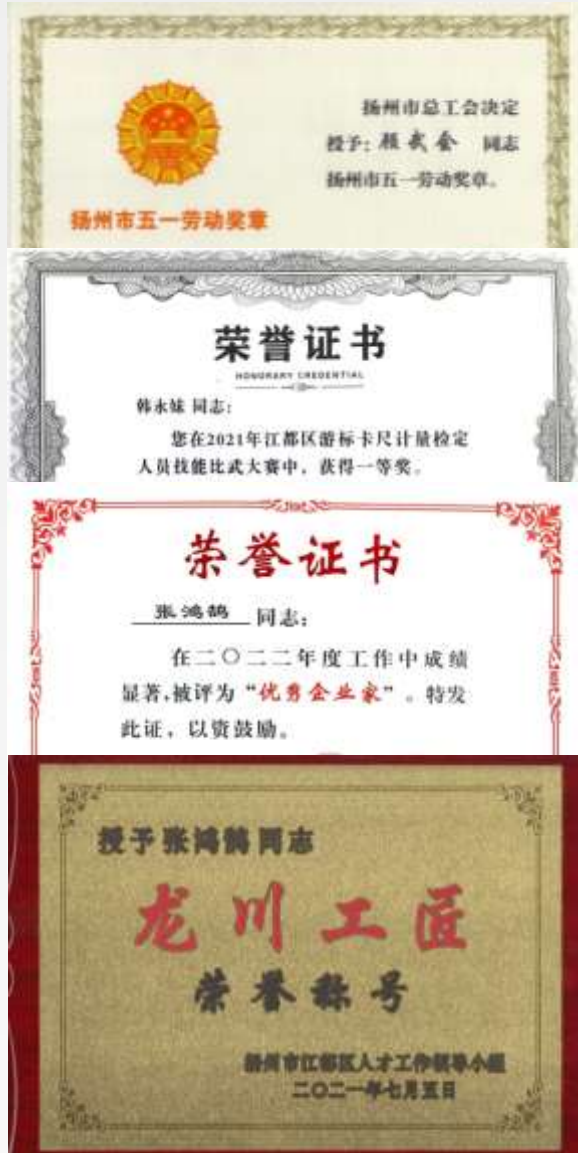 扬州市总工会决定
授予：颜武会 同志
扬州市五一劳动奖章。
扬州市五一劳动奖章
荣誉证书
HONORARY CREDENTIAL
韩永妹 同志：
您在2021年江都区游标卡尺计量检定
人员技能比武大赛中，获得一等奖。
荣誉证书
张鸿鹄 同志：
在二〇二二年度工作中成绩
显著，被评为“优秀企业家”。特发
此证，以资鼓励。
授予张鸿鹄同志
龙川工匠
荣誉称号
扬州市江都区人才工作领导小组
二〇二一年七月五日